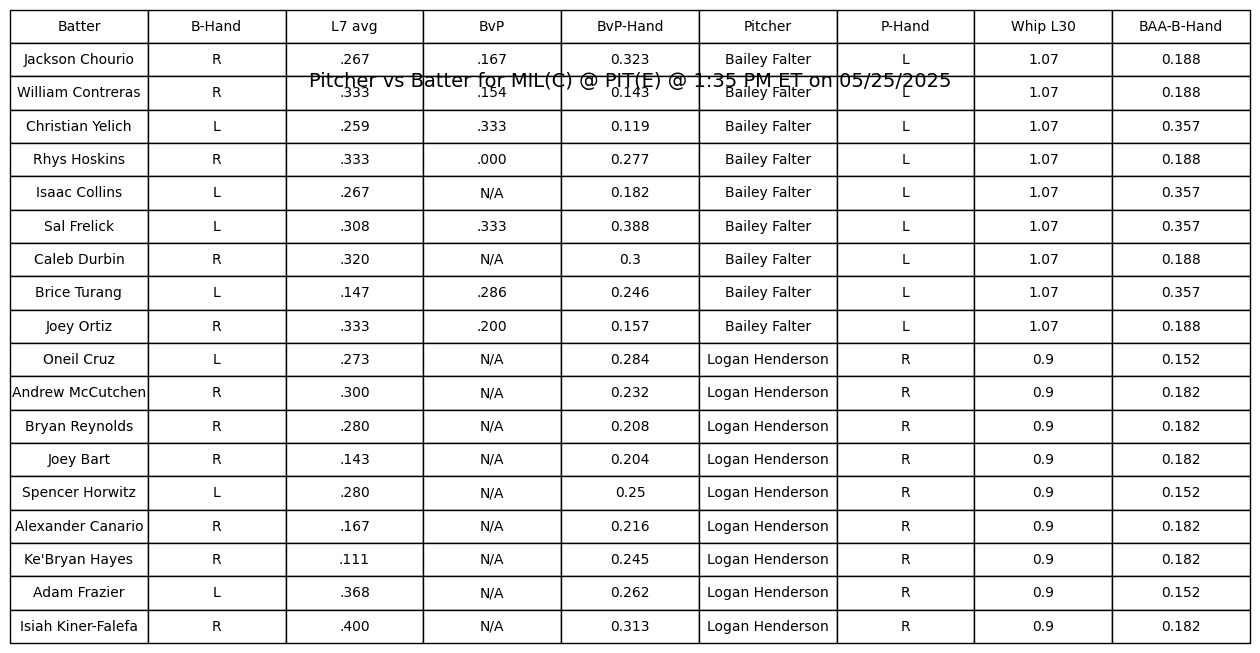 Batter B-Hand L7 avg BvP BvP-Hand Pitcher P-Hand Whip L30 BAA-B-Hand
Jackson Chourio R .267 .167 0.323 Bailey Falter L 1.07 0.188
Pitcher vs Batter for MIL(C) @ PIT(E) @ 1:35 PM ET on 05/25/2025
William Contreras R .333 .154 0.143 Bailey Falter L 1.07 0.188
Christian Yelich L .259 .333 0.119 Bailey Falter L 1.07 0.357
Rhys Hoskins R .333 .000 0.277 Bailey Falter L 1.07 0.188
Isaac Collins L .267 N/A 0.182 Bailey Falter L 1.07 0.357
Sal Frelick L .308 .333 0.388 Bailey Falter L 1.07 0.357
Caleb Durbin R .320 N/A 0.3 Bailey Falter L 1.07 0.188
Brice Turang L .147 .286 0.246 Bailey Falter L 1.07 0.357
Joey Ortiz R .333 .200 0.157 Bailey Falter L 1.07 0.188
Oneil Cruz L .273 N/A 0.284 Logan Henderson R 0.9 0.152
Andrew McCutchen R .300 N/A 0.232 Logan Henderson R 0.9 0.182
Bryan Reynolds R .280 N/A 0.208 Logan Henderson R 0.9 0.182
Joey Bart R .143 N/A 0.204 Logan Henderson R 0.9 0.182
Spencer Horwitz L .280 N/A 0.25 Logan Henderson R 0.9 0.152
Alexander Canario R .167 N/A 0.216 Logan Henderson R 0.9 0.182
Ke'Bryan Hayes R .111 N/A 0.245 Logan Henderson R 0.9 0.182
Adam Frazier L .368 N/A 0.262 Logan Henderson R 0.9 0.152
Isiah Kiner-Falefa R .400 N/A 0.313 Logan Henderson R 0.9 0.182